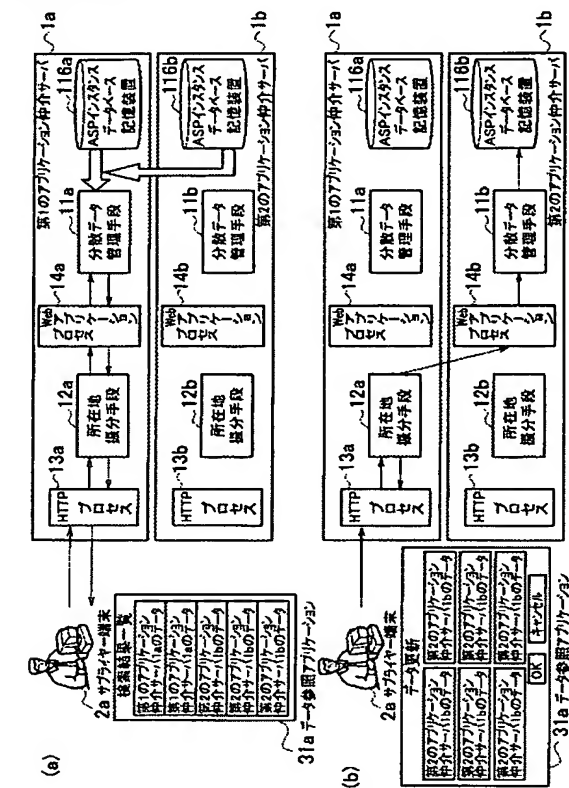 (a)
2a サプライヤー端末
検索結果一覧
第1のアプリケーション
仲介サーバ1aのデータ
第1のアプリケーション
仲介サーバ1aのデータ
第2のアプリケーション
仲介サーバ1bのデータ
第2のアプリケーション
仲介サーバ1bのデータ
第2のアプリケーション
仲介サーバ1bのデータ
31a データ参照アプリケーション
第1のアプリケーション仲介サーバ
1a
13a
HTTP
プロセス
12a
所在地
振分手段
14a
Web
アプリケーション
プロセス
11a
分散データ
管理手段
116a
ASPインスタンス
データベース
記憶装置
13b
HTTP
プロセス
12b
所在地
振分手段
14b
Web
アプリケーション
プロセス
11b
分散データ
管理手段
116b
ASPインスタンス
データベース
記憶装置
第2のアプリケーション仲介サーバ
1b
(b)
2a サプライヤー端末
データ更新
第2のアプリケーション
仲介サーバ1bのデータ
第2のアプリケーション
仲介サーバ1bのデータ
第2のアプリケーション
仲介サーバ1bのデータ
第2のアプリケーション
仲介サーバ1bのデータ
第2のアプリケーション
仲介サーバ1bのデータ
第2のアプリケーション
仲介サーバ1bのデータ
OK
キャンセル
31a データ参照アプリケーション
第1のアプリケーション仲介サーバ
1a
13a
HTTP
プロセス
12a
所在地
振分手段
14a
Web
アプリケーション
プロセス
11a
分散データ
管理手段
116a
ASPインスタンス
データベース
記憶装置
13b
HTTP
プロセス
12b
所在地
振分手段
14b
Web
アプリケーション
プロセス
11b
分散データ
管理手段
116b
ASPインスタンス
データベース
記憶装置
第2のアプリケーション仲介サーバ
1b